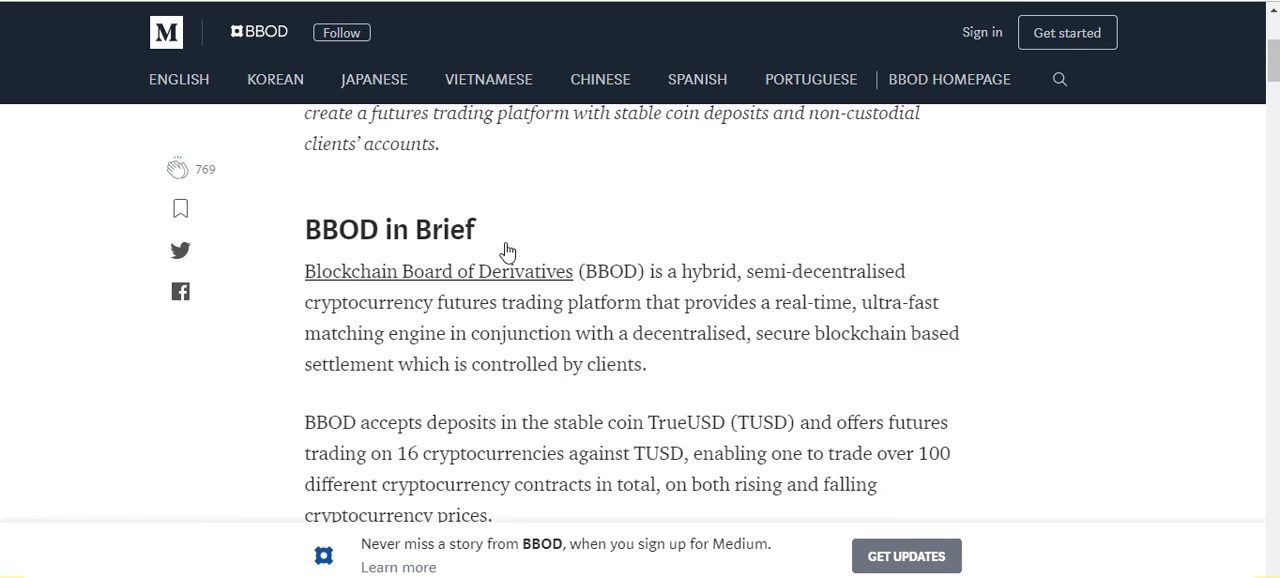 M BBOD Follow Sign in Get started
ENGLISH KOREAN JAPANESE VIETNAMESE CHINESE SPANISH PORTUGUESE BBOD HOMEPAGE
create a futures trading platform with stable coin deposits and non-custodial
clients’ accounts.
769
BBOD in Brief
Blockchain Board of Derivatives (BBOD) is a hybrid, semi-decentralised
cryptocurrency futures trading platform that provides a real-time, ultra-fast
matching engine in conjunction with a decentralised, secure blockchain based
settlement which is controlled by clients.
BBOD accepts deposits in the stable coin TrueUSD (TUSD) and offers futures
trading on 16 cryptocurrencies against TUSD, enabling one to trade over 100
different cryptocurrency contracts in total, on both rising and falling
cryptocurrency prices.
Never miss a story from BBOD, when you sign up for Medium.
Learn more
GET UPDATES